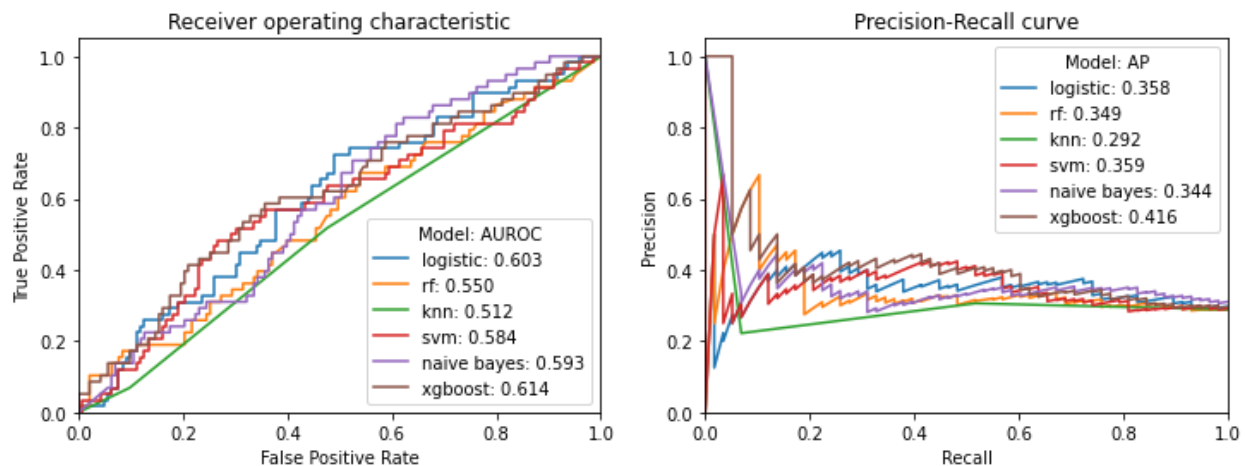 Receiver operating characteristic
1.0
0.8
0.6
0.4
0.2
0.0
True Positive Rate
0.0 0.2 0.4 0.6 0.8 1.0
False Positive Rate
Model: AUROC
logistic: 0.603
rf: 0.550
knn: 0.512
svm: 0.584
naive bayes: 0.593
xgboost: 0.614
Precision-Recall curve
1.0
0.8
0.6
0.4
0.2
0.0
Precision
0.0 0.2 0.4 0.6 0.8 1.0
Recall
Model: AP
logistic: 0.358
rf: 0.349
knn: 0.292
svm: 0.359
naive bayes: 0.344
xgboost: 0.416